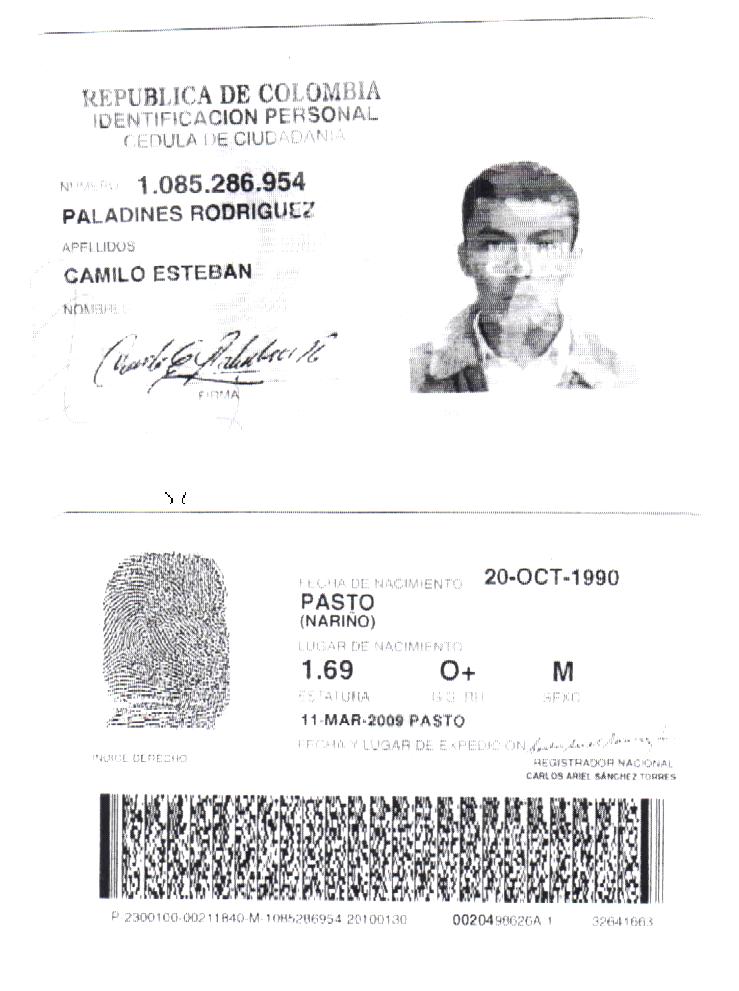 REPUBLICA DE COLOMBIA
IDENTIFICACION PERSONAL
CEDULA DE CIUDADANIA
NUMERO 1.085.286.954
PALADINES RODRIGUEZ
APELLIDOS
CAMILO ESTEBAN
NOMBRES
FIRMA
FECHA DE NACIMIENTO 20-OCT-1990
PASTO
(NARIÑO)
LUGAR DE NACIMIENTO
1.69 O+ M
ESTATURA G.S. RH SEXO
11-MAR-2009 PASTO
FECHA Y LUGAR DE EXPEDICION
INDICE DERECHO
REGISTRADOR NACIONAL
CARLOS ARIEL SÁNCHEZ TORRES
P-2300100-00211840-M-1085286954-20100130 0020498626A 1 32641663